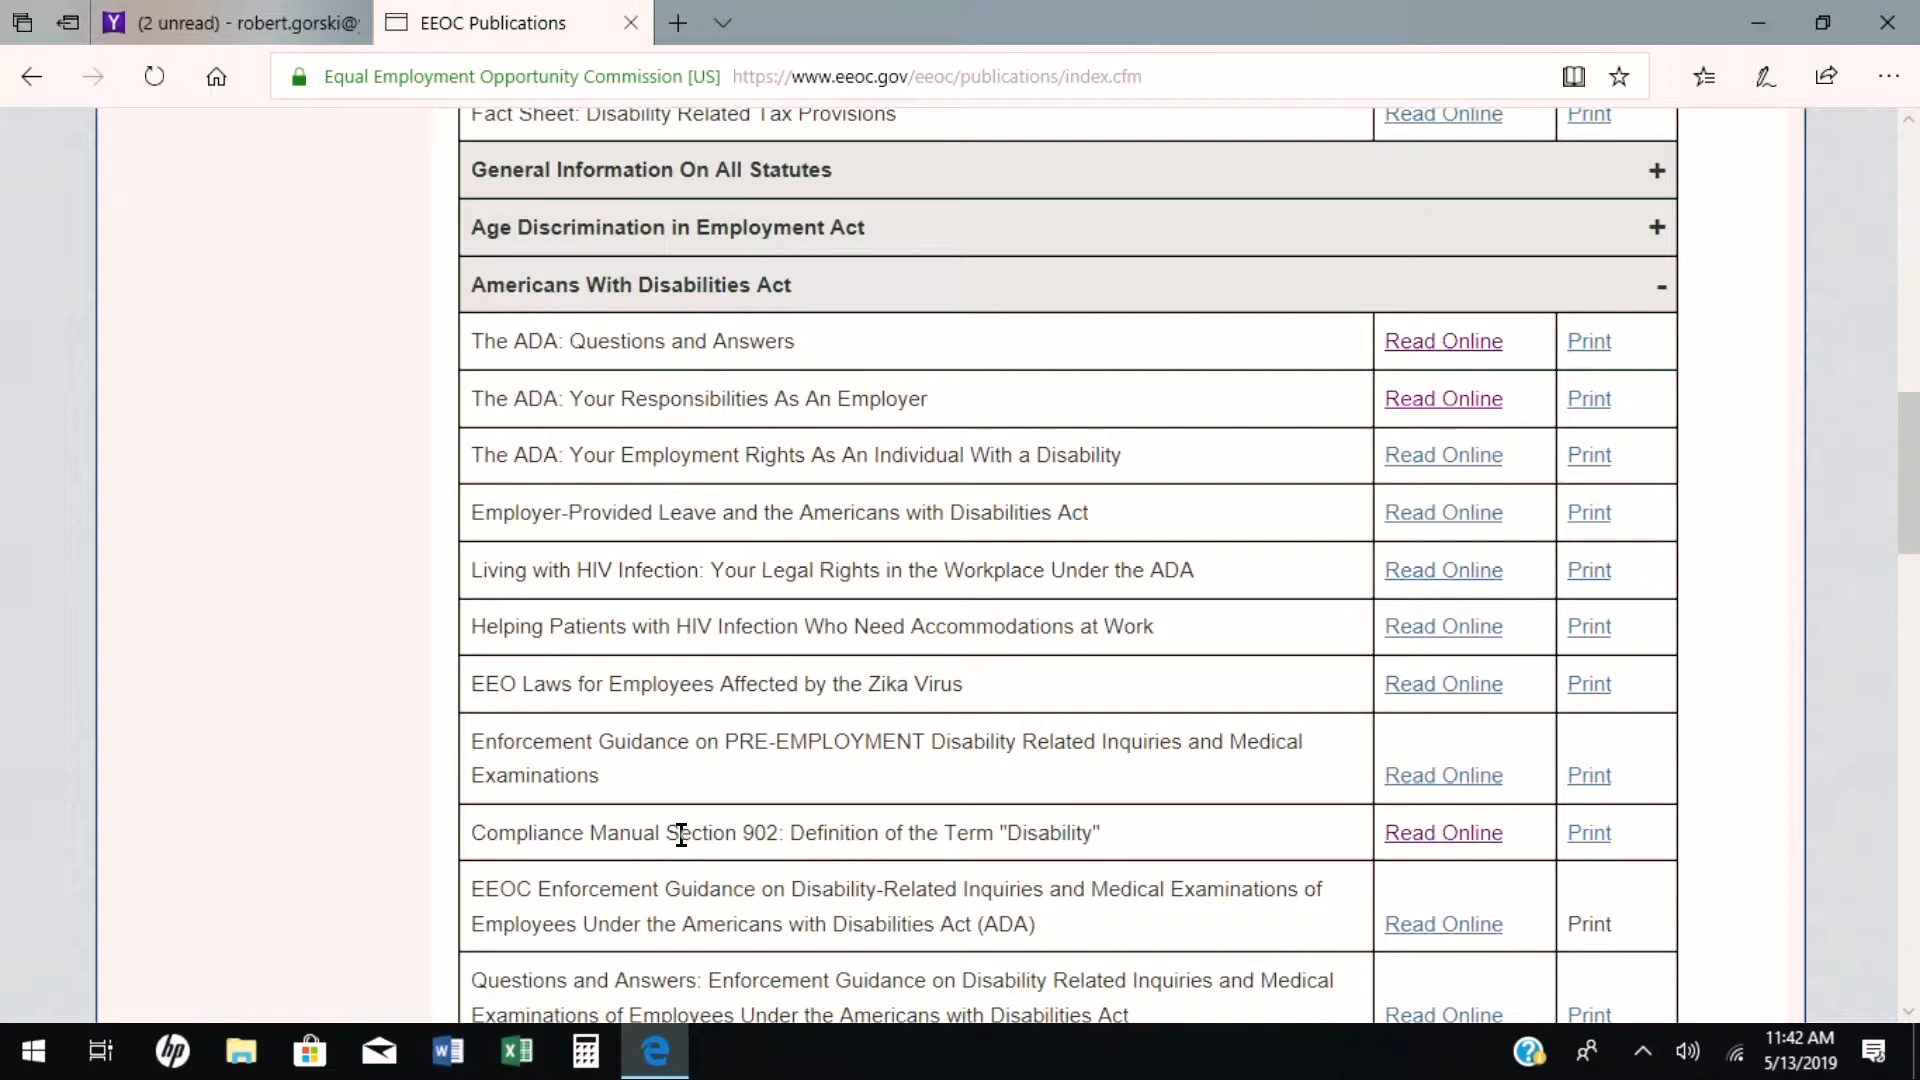 (2 unread) - robert.gorski@
EEOC Publications
Equal Employment Opportunity Commission [US] https://www.eeoc.gov/eeoc/publications/index.cfm
Fact Sheet: Disability Related Tax Provisions Read Online Print
General Information On All Statutes +
Age Discrimination in Employment Act +
Americans With Disabilities Act -
The ADA: Questions and Answers Read Online Print
The ADA: Your Responsibilities As An Employer Read Online Print
The ADA: Your Employment Rights As An Individual With a Disability Read Online Print
Employer-Provided Leave and the Americans with Disabilities Act Read Online Print
Living with HIV Infection: Your Legal Rights in the Workplace Under the ADA Read Online Print
Helping Patients with HIV Infection Who Need Accommodations at Work Read Online Print
EEO Laws for Employees Affected by the Zika Virus Read Online Print
Enforcement Guidance on PRE-EMPLOYMENT Disability Related Inquiries and Medical
Examinations Read Online Print
Compliance Manual Section 902: Definition of the Term "Disability" Read Online Print
EEOC Enforcement Guidance on Disability-Related Inquiries and Medical Examinations of
Employees Under the Americans with Disabilities Act (ADA) Read Online Print
Questions and Answers: Enforcement Guidance on Disability Related Inquiries and Medical
Examinations of Employees Under the Americans with Disabilities Act Read Online Print
11:42 AM
5/13/2019